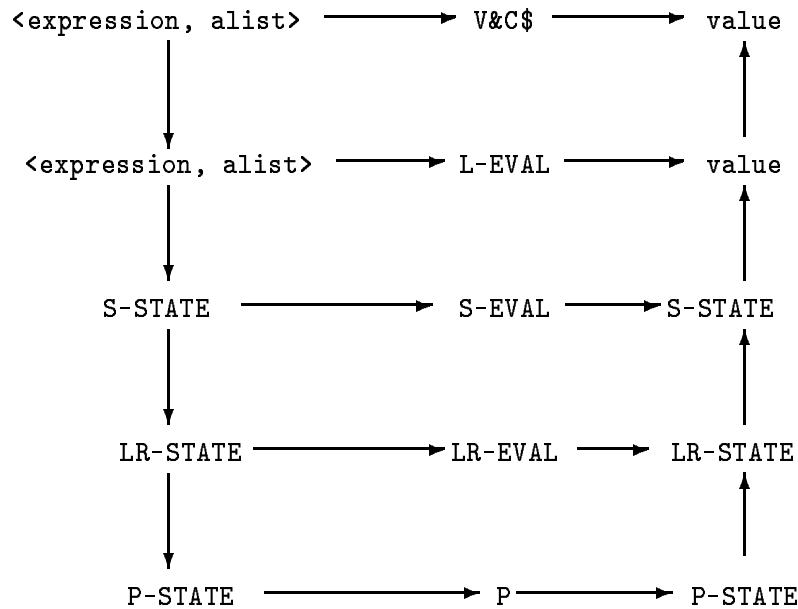 <expression, alist> V&C$ value
<expression, alist> L-EVAL value
S-STATE S-EVAL S-STATE
LR-STATE LR-EVAL LR-STATE
P-STATE P P-STATE